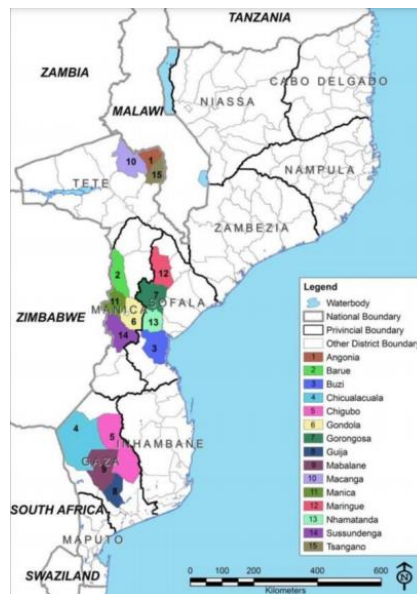 TANZANIA
ZAMBIA
CABO DELGADO
NIASSA
MALAWI
10
1
15
NAMPULA
TETE
ZAMBEZIA
2
12
7
SOFALA
MANICA
11
6
13
ZIMBABWE
14
3
4
5
INHAMBANE
GAZA
9
8
SOUTH AFRICA
MAPUTO
SWAZILAND
Legend
Waterbody
National Boundary
Privincial Boundary
Other District Boundary
1 Angonia
2 Barue
3 Buzi
4 Chicualacuala
5 Chigubo
6 Gondola
7 Gorongosa
8 Guija
9 Mabalane
10 Macanga
11 Manica
12 Maringue
13 Nhamatanda
14 Sussundenga
15 Tsangano
0 100 200 400 600
Kilometers
N